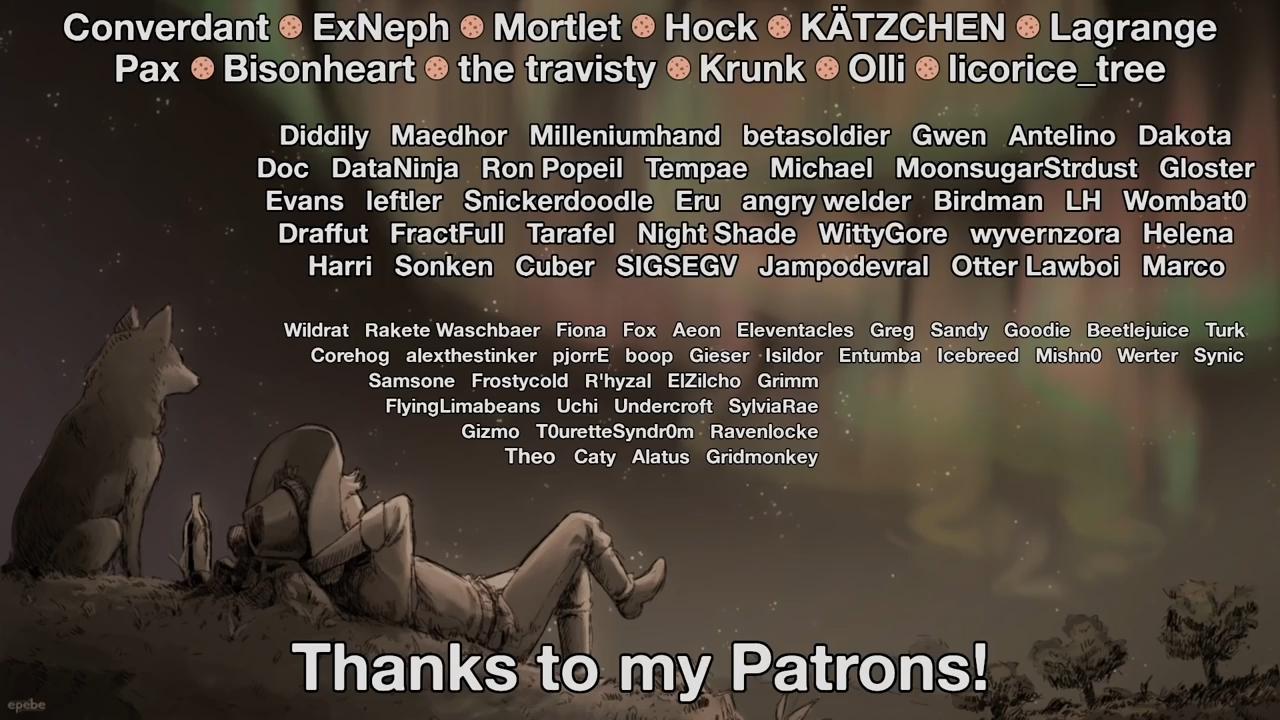 Converdant ExNeph Mortlet Hock KÄTZCHEN Lagrange
Pax Bisonheart the travisty Krunk Olli licorice_tree
Diddily Maedhor Milleniumhand betasoldier Gwen Antelino Dakota
Doc DataNinja Ron Popeil Tempae Michael MoonsugarStrdust Gloster
Evans leftler Snickerdoodle Eru angry welder Birdman LH Wombat0
Draffut FractFull Tarafel Night Shade WittyGore wyvernzora Helena
Harri Sonken Cuber SIGSEGV Jampodevral Otter Lawboi Marco
Wildrat Rakete Waschbaer Fiona Fox Aeon Eleventacles Greg Sandy Goodie Beetlejuice Turk
Corehog alexthestinker pjorrE boop Gieser Isildor Entumba Icebreed Mishn0 Werter Synic
Samsone Frostycold R'hyzal ElZilcho Grimm
FlyingLimabeans Uchi Undercroft SylviaRae
Gizmo T0uretteSyndr0m Ravenlocke
Theo Caty Alatus Gridmonkey
Thanks to my Patrons!
epebe